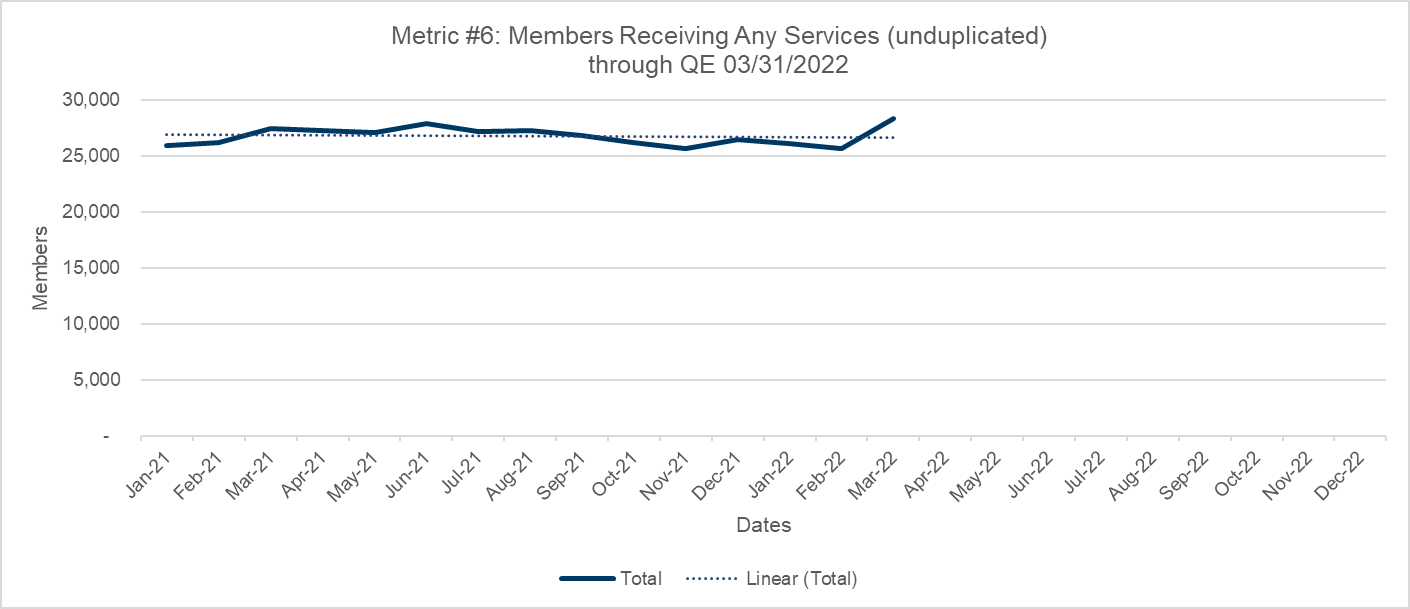 Metric #6: Members Receiving Any Services (unduplicated)
through QE 03/31/2022
30,000
25,000
20,000
15,000
10,000
5,000
-
Members
Jan-21
Feb-21
Mar-21
Apr-21
May-21
Jun-21
Jul-21
Aug-21
Sep-21
Oct-21
Nov-21
Dec-21
Jan-22
Feb-22
Mar-22
Apr-22
May-22
Jun-22
Jul-22
Aug-22
Sep-22
Oct-22
Nov-22
Dec-22
Dates
Total
Linear (Total)